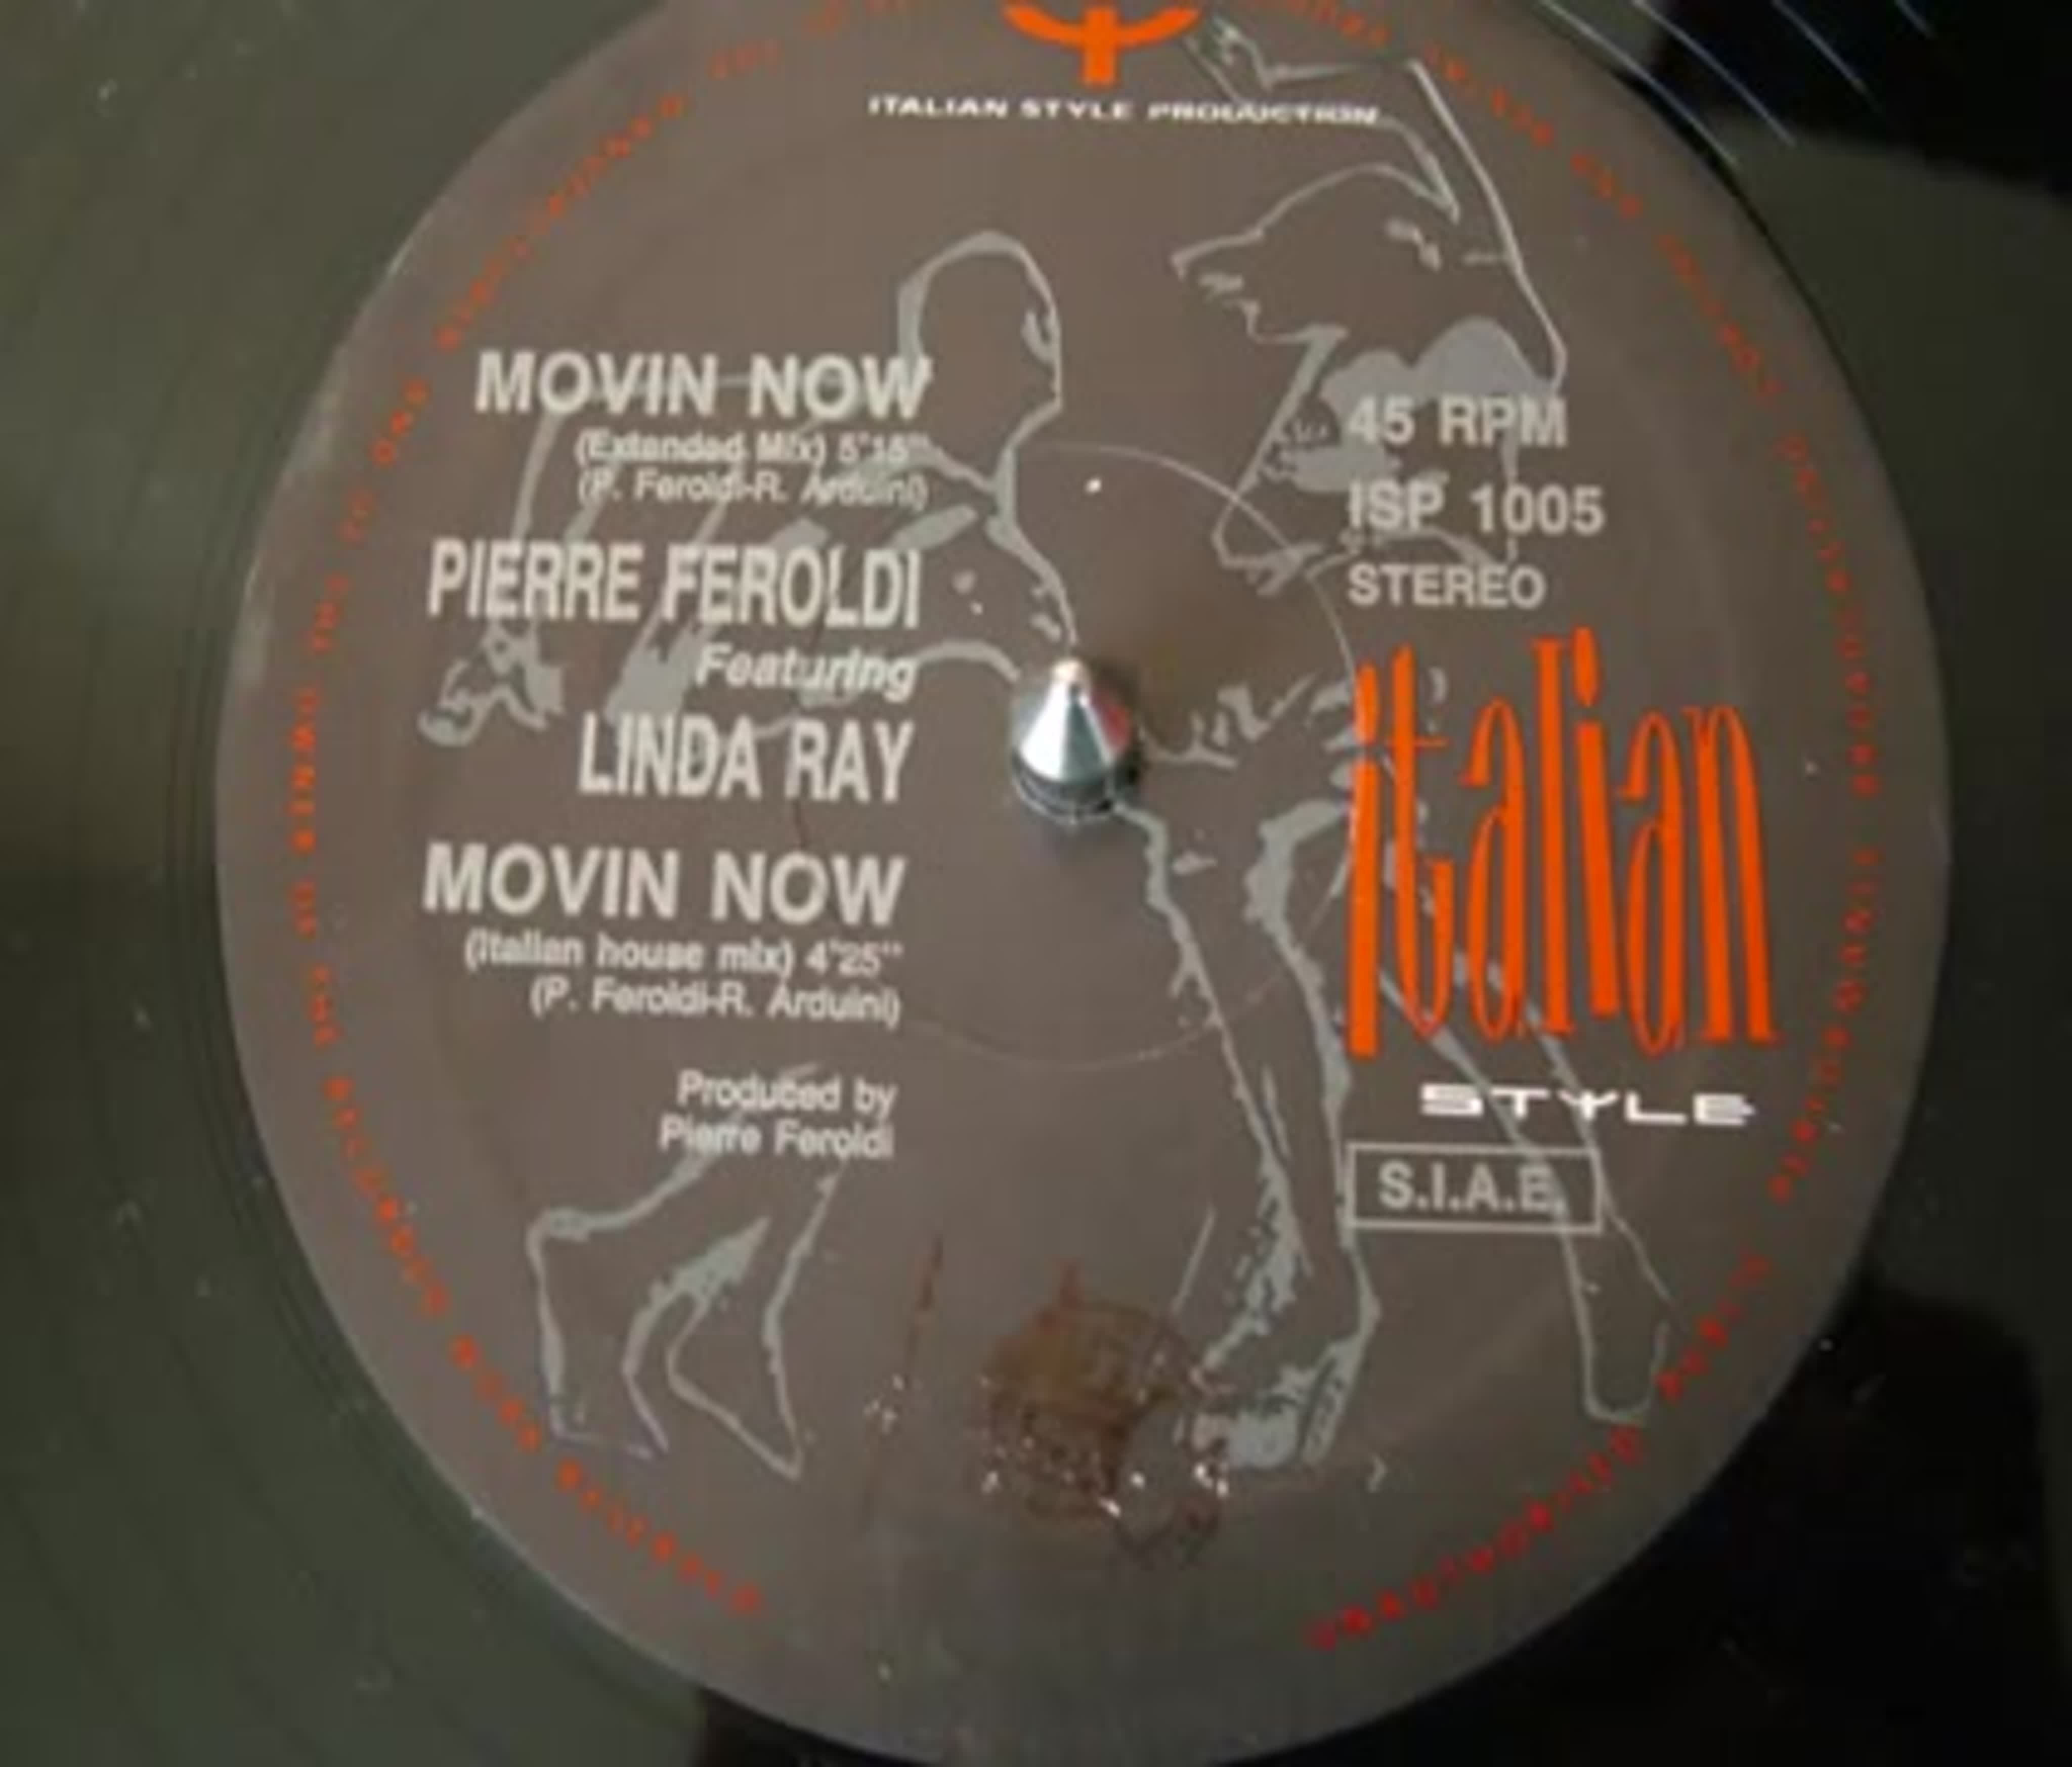 ITALIAN STYLE PRODUCTION
MOVIN NOW
(Extended Mix) 5'15''
(P. Feroldi-R. Arduini)
PIERRE FEROLDI
Featuring
LINDA RAY
MOVIN NOW
(Italian house mix) 4'25''
(P. Feroldi-R. Arduini)
Produced by
Pierre Feroldi
45 RPM
ISP 1005
STEREO
italian
STYLE
S.I.A.E.